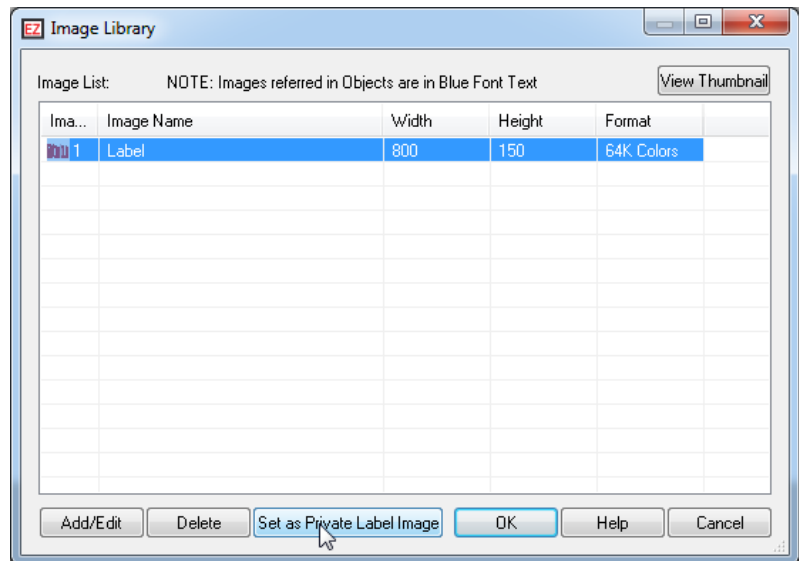 EZ Image Library
Image List: NOTE: Images referred in Objects are in Blue Font Text View Thumbnail
Ima... Image Name Width Height Format
1 Label 800 150 64K Colors
Add/Edit Delete Set as Private Label Image OK Help Cancel